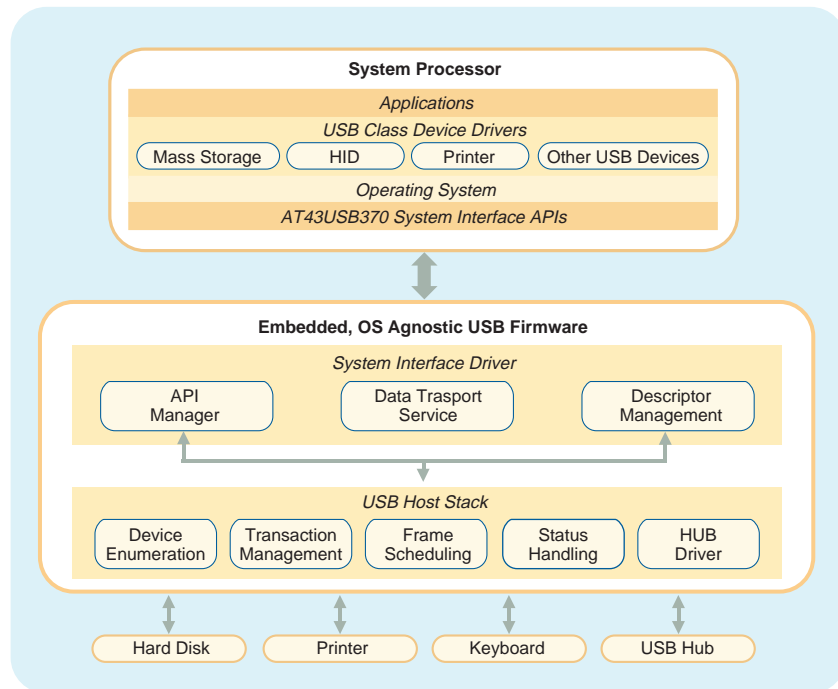 System Processor
Applications
USB Class Device Drivers
Mass Storage
HID
Printer
Other USB Devices
Operating System
AT43USB370 System Interface APIs
Embedded, OS Agnostic USB Firmware
System Interface Driver
API
Manager
Data Trasport
Service
Descriptor
Management
USB Host Stack
Device
Enumeration
Transaction
Management
Frame
Scheduling
Status
Handling
HUB
Driver
Hard Disk
Printer
Keyboard
USB Hub